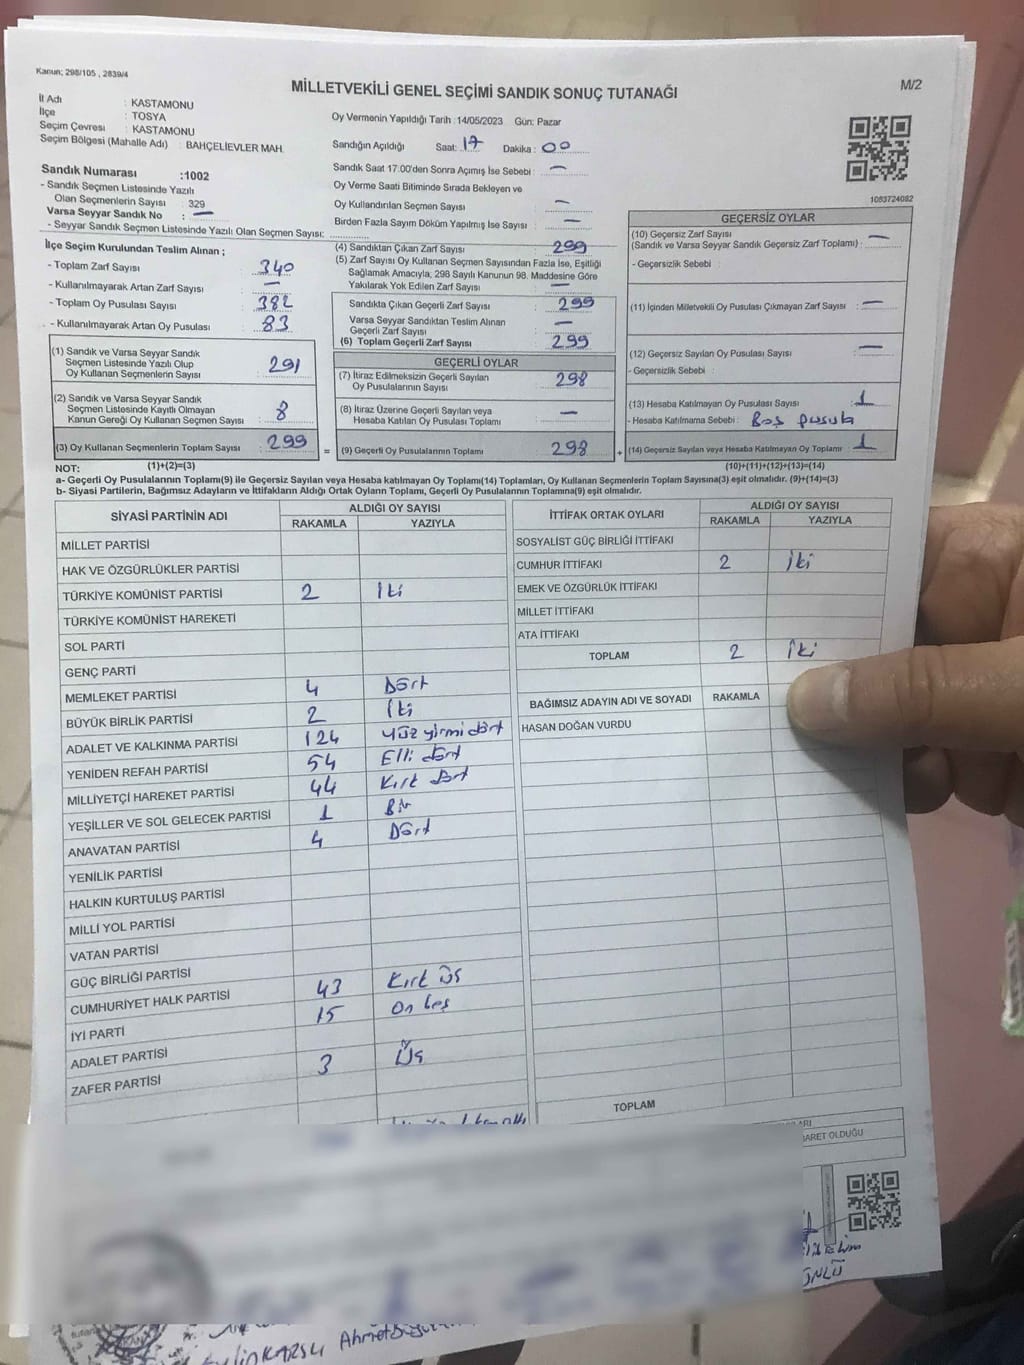 Kanun; 298/105 , 2839/4
MİLLETVEKİLİ GENEL SEÇİMİ SANDIK SONUÇ TUTANAĞI
M/2
İl Adı : KASTAMONU
İlçe : TOSYA
Seçim Çevresi : KASTAMONU
Seçim Bölgesi (Mahalle Adı) : BAHÇELİEVLER MAH.
Sandık Numarası :1002
- Sandık Seçmen Listesinde Yazılı
Olan Seçmenlerin Sayısı : 329
Varsa Seyyar Sandık No : —
- Seyyar Sandık Seçmen Listesinde Yazılı Olan Seçmen Sayısı:
Oy Vermenin Yapıldığı Tarih :14/05/2023 Gün: Pazar
Sandığın Açıldığı Saat: 17 Dakika : 00
Sandık Saat 17.00'den Sonra Açımış İse Sebebi : —
Oy Verme Saati Bitiminde Sırada Bekleyen ve
Oy Kullandırılan Seçmen Sayısı : —
Birden Fazla Sayım Döküm Yapılmış İse Sayısı : —
1083724082
İlçe Seçim Kurulundan Teslim Alınan ;
- Toplam Zarf Sayısı : 340
- Kullanılmayarak Artan Zarf Sayısı : —
- Toplam Oy Pusulası Sayısı : 382
- Kullanılmayarak Artan Oy Pusulası : 83
(4) Sandıktan Çıkan Zarf Sayısı : 299
(5) Zarf Sayısı Oy Kullanan Seçmen Sayısından Fazla İse, Eşitliği
Sağlamak Amacıyla; 298 Sayılı Kanunun 98. Maddesine Göre
Yakılarak Yok Edilen Zarf Sayısı : —
Sandıkta Çıkan Geçerli Zarf Sayısı : 299
Varsa Seyyar Sandıktan Teslim Alınan
Geçerli Zarf Sayısı : —
(6) Toplam Geçerli Zarf Sayısı : 299
GEÇERSİZ OYLAR
(10) Geçersiz Zarf Sayısı
(Sandık ve Varsa Seyyar Sandık Geçersiz Zarf Toplamı) : —
- Geçersizlik Sebebi :
(11) İçinden Milletvekili Oy Pusulası Çıkmayan Zarf Sayısı : —
(12) Geçersiz Sayılan Oy Pusulası Sayısı : —
- Geçersizlik Sebebi :
(13) Hesaba Katılmayan Oy Pusulası Sayısı : 1
- Hesaba Katılmama Sebebi : Boş pusula
(14) Geçersiz Sayılan veya Hesaba Katılmayan Oy Toplamı : 1
(1) Sandık ve Varsa Seyyar Sandık
Seçmen Listesinde Yazılı Olup
Oy Kullanan Seçmenlerin Sayısı : 291
(2) Sandık ve Varsa Seyyar Sandık
Seçmen Listesinde Kayıtlı Olmayan
Kanun Gereği Oy Kullanan Seçmen Sayısı : 8
(3) Oy Kullanan Seçmenlerin Toplam Sayısı : 299
=
GEÇERLİ OYLAR
(7) İtiraz Edilmeksizin Geçerli Sayılan
Oy Pusulalarının Sayısı : 298
(8) İtiraz Üzerine Geçerli Sayılan veya
Hesaba Katılan Oy Pusulası Toplamı : —
(9) Geçerli Oy Pusulalarının Toplamı : 298
+
NOT: (1)+(2)=(3) (10)+(11)+(12)+(13)=(14)
a- Geçerli Oy Pusulalarının Toplamı(9) ile Geçersiz Sayılan veya Hesaba katılmayan Oy Toplamı(14) Toplamları, Oy Kullanan Seçmenlerin Toplam Sayısına(3) eşit olmalıdır. (9)+(14)=(3)
b- Siyasi Partilerin, Bağımsız Adayların ve İttifakların Aldığı Ortak Oyların Toplamı, Geçerli Oy Pusulalarının Toplamına(9) eşit olmalıdır.
SİYASİ PARTİNİN ADI ALDIĞI OY SAYISI
RAKAMLA YAZIYLA
MİLLET PARTİSİ
HAK VE ÖZGÜRLÜKLER PARTİSİ
TÜRKİYE KOMÜNİST PARTİSİ 2 İki
TÜRKİYE KOMÜNİST HAREKETİ
SOL PARTİ
GENÇ PARTİ
MEMLEKET PARTİSİ 4 Dört
BÜYÜK BİRLİK PARTİSİ 2 İki
ADALET VE KALKINMA PARTİSİ 124 Yüz yirmi dört
YENİDEN REFAH PARTİSİ 54 Elli dört
MİLLİYETÇİ HAREKET PARTİSİ 44 Kırk dört
YEŞİLLER VE SOL GELECEK PARTİSİ 1 Bir
ANAVATAN PARTİSİ 4 Dört
YENİLİK PARTİSİ
HALKIN KURTULUŞ PARTİSİ
MİLLİ YOL PARTİSİ
VATAN PARTİSİ
GÜÇ BİRLİĞİ PARTİSİ
CUMHURİYET HALK PARTİSİ 43 Kırk üç
İYİ PARTİ 15 On beş
ADALET PARTİSİ
ZAFER PARTİSİ 3 Üç
İTTİFAK ORTAK OYLARI ALDIĞI OY SAYISI
RAKAMLA YAZIYLA
SOSYALİST GÜÇ BİRLİĞİ İTTİFAKI
CUMHUR İTTİFAKI 2 İki
EMEK VE ÖZGÜRLÜK İTTİFAKI
MİLLET İTTİFAKI
ATA İTTİFAKI
TOPLAM 2 İki
BAĞIMSIZ ADAYIN ADI VE SOYADI RAKAMLA
HASAN DOĞAN VURDU
TOPLAM
OLDUĞU